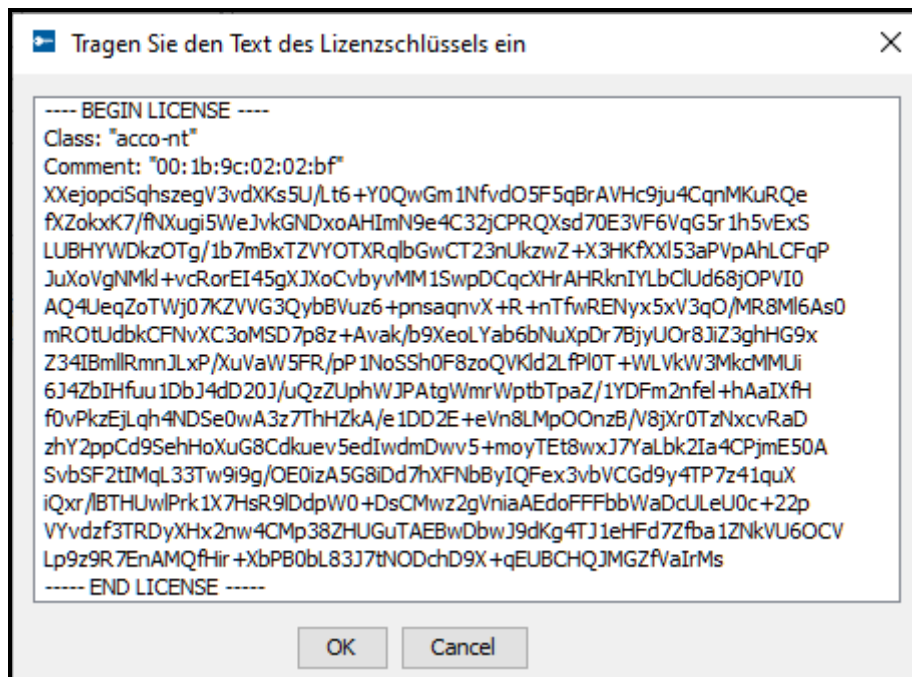 Tragen Sie den Text des Lizenzschlüssels ein
---- BEGIN LICENSE ----
Class: "acco-nt"
Comment: "00:1b:9c:02:02:bf"
XXejopciSqhszegV3vdXKs5U/Lt6+Y0QwGm1NfvdO5F5qBrAVHc9ju4CqnMKuRQe
fXZokxK7/fNXugi5WeJvkGNDxoAHImN9e4C32jCPRQXsd70E3VF6VqG5r1h5vExS
LUBHYWDkzOTg/1b7mBxTZVYOTXRqlbGwCT23nUkzwZ+X3HKfXXl53aPVpAhLCFqP
JuXoVgNMkl+vcRorEI45gXJXoCvbyvMM1SwpDCqcXHrAHRknIYLbClUd68jOPVI0
AQ4UeqZoTWj07KZVVG3QybBVuz6+pnsaqnvX+R+nTfwRENyx5xV3qO/MR8Ml6As0
mROtUdbkCFNvXC3oMSD7p8z+Avak/b9XeoLYab6bNuXpDr7BjyUOr8JiZ3ghHG9x
Z34IBmllRmnJLxP/XuVaW5FR/pP1NoSSh0F8zoQVKld2LfPl0T+WLVkW3MkcMMUi
6J4ZbIHfuu1DbJ4dD20J/uQzZUphWJPAtgWmrWptbTpaZ/1YDFm2nfel+hAaIXfH
f0vPkzEjLqh4NDSe0wA3z7ThHZkA/e1DD2E+eVn8LMpOOnzB/V8jXr0TzNxcvRaD
zhY2ppCd9SehHoXuG8Cdkuev5edIwdmDwv5+moyTEt8wxJ7YaLbk2Ia4CPjmE50A
SvbSF2tIMqL33Tw9i9g/OE0izA5G8iDd7hXFNbByIQFex3vbVCGd9y4TP7z41quX
iQxr/lBTHUwlPrk1X7HsR9lDdpW0+DsCMwz2gVniaAEdoFFFbbWaDcULeU0c+22p
VYvdzf3TRDyXHx2nw4CMp38ZHUGuTAEBwDbwJ9dKg4TJ1eHFd7Zfba1ZNkVU6OCV
Lp9z9R7EnAMQfHir+XbPB0bL83J7tNODchD9X+qEUBCHQJMGZfVaIrMs
----- END LICENSE -----
OK
Cancel